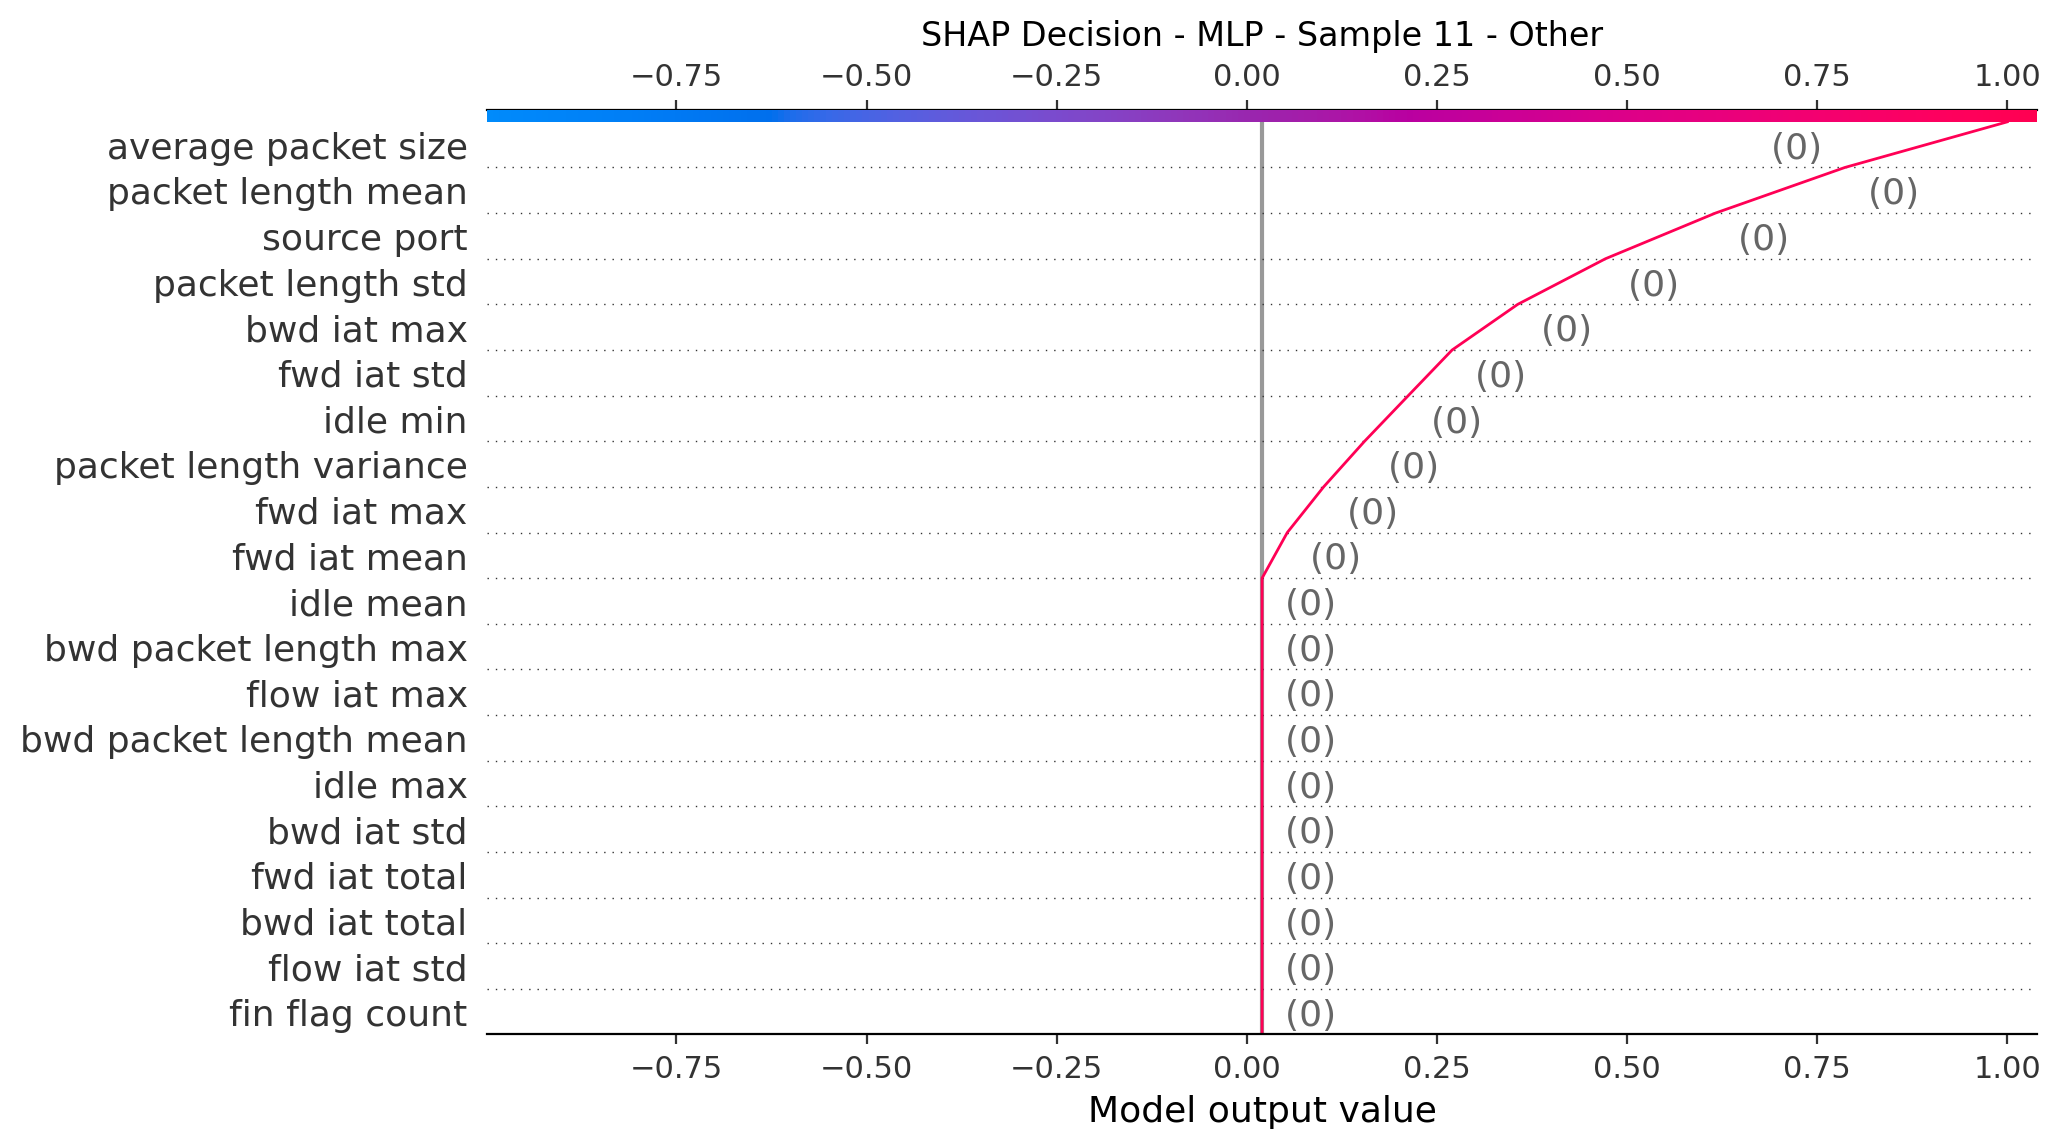 SHAP Decision - MLP - Sample 11 - Other
−0.75 −0.50 −0.25 0.00 0.25 0.50 0.75 1.00
average packet size (0)
packet length mean (0)
source port (0)
packet length std (0)
bwd iat max (0)
fwd iat std (0)
idle min (0)
packet length variance (0)
fwd iat max (0)
fwd iat mean (0)
idle mean (0)
bwd packet length max (0)
flow iat max (0)
bwd packet length mean (0)
idle max (0)
bwd iat std (0)
fwd iat total (0)
bwd iat total (0)
flow iat std (0)
fin flag count (0)
−0.75 −0.50 −0.25 0.00 0.25 0.50 0.75 1.00
Model output value